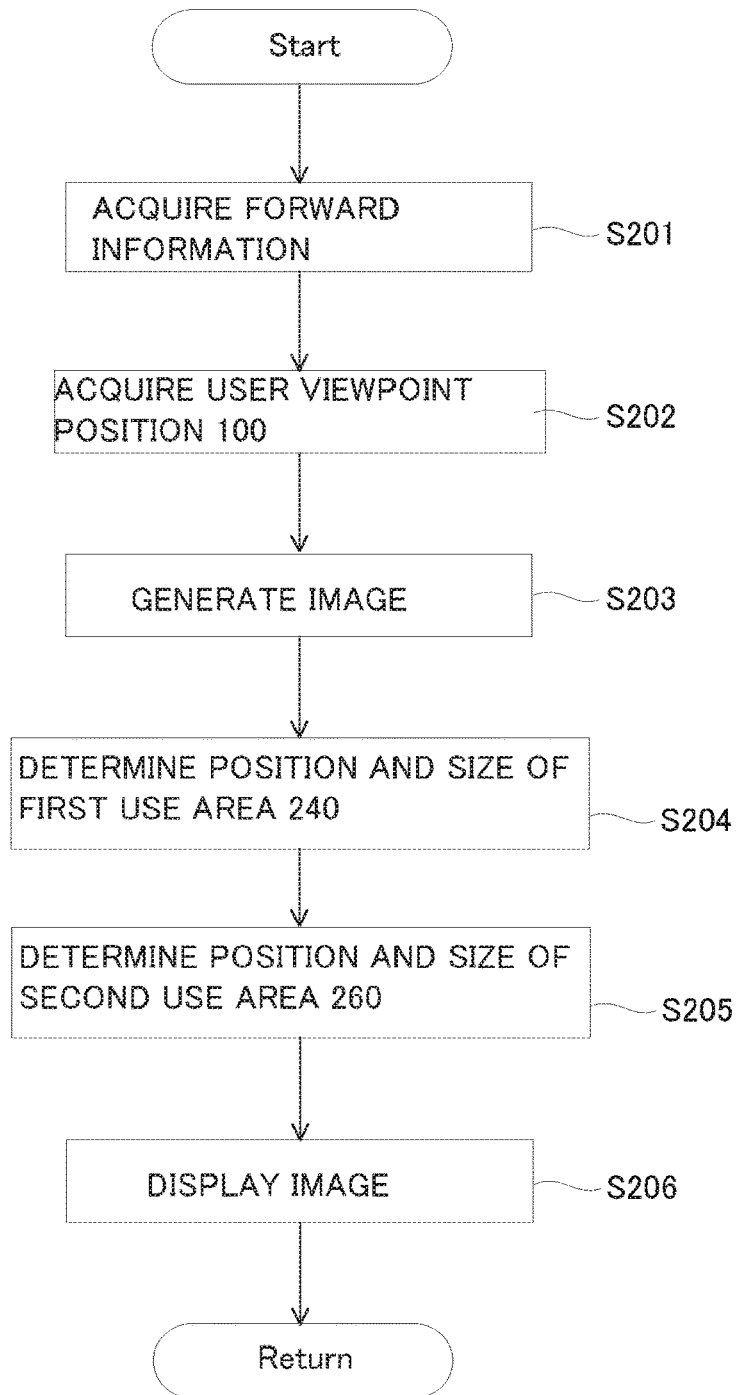 Start
ACQUIRE FORWARD
INFORMATION
S201
ACQUIRE USER VIEWPOINT
POSITION 100
S202
GENERATE IMAGE
S203
DETERMINE POSITION AND SIZE OF
FIRST USE AREA 240
S204
DETERMINE POSITION AND SIZE OF
SECOND USE AREA 260
S205
DISPLAY IMAGE
S206
Return